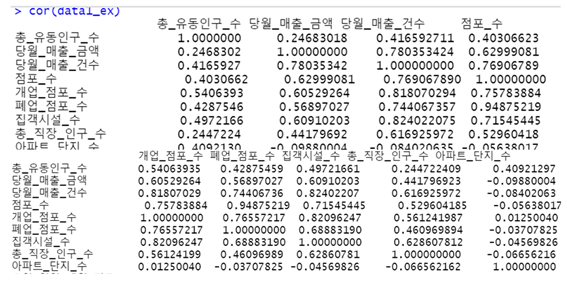 > cor(data1_ex)
총_유동인구_수 당월_매출_금액 당월_매출_건수 점포_수
총_유동인구_수 1.0000000 0.24683018 0.416592711 0.40306623
당월_매출_금액 0.2468302 1.00000000 0.780353424 0.62999081
당월_매출_건수 0.4165927 0.78035342 1.000000000 0.76906789
점포_수 0.4030662 0.62999081 0.769067890 1.00000000
개업_점포_수 0.5406393 0.60529264 0.818070294 0.75783884
폐업_점포_수 0.4287546 0.56897027 0.744067357 0.94875219
집객시설_수 0.4972166 0.60910203 0.824022075 0.71545445
총_직장_인구_수 0.2447224 0.44179692 0.616925972 0.52960418
아파트_단지_수 0.4092130 -0.09880004 -0.084020635 -0.05638017
개업_점포_수 폐업_점포_수 집객시설_수 총_직장_인구_수 아파트_단지_수
총_유동인구_수 0.54063935 0.42875459 0.49721661 0.244722409 0.40921297
당월_매출_금액 0.60529264 0.56897027 0.60910203 0.441796923 -0.09880004
당월_매출_건수 0.81807029 0.74406736 0.82402207 0.616925972 -0.08402063
점포_수 0.75783884 0.94875219 0.71545445 0.529604185 -0.05638017
개업_점포_수 1.00000000 0.76557217 0.82096247 0.561241987 0.01250040
폐업_점포_수 0.76557217 1.00000000 0.68883190 0.460969894 -0.03707825
집객시설_수 0.82096247 0.68883190 1.00000000 0.628607812 -0.04569826
총_직장_인구_수 0.56124199 0.46096989 0.62860781 1.000000000 -0.06656216
아파트_단지_수 0.01250040 -0.03707825 -0.04569826 -0.066562162 1.00000000